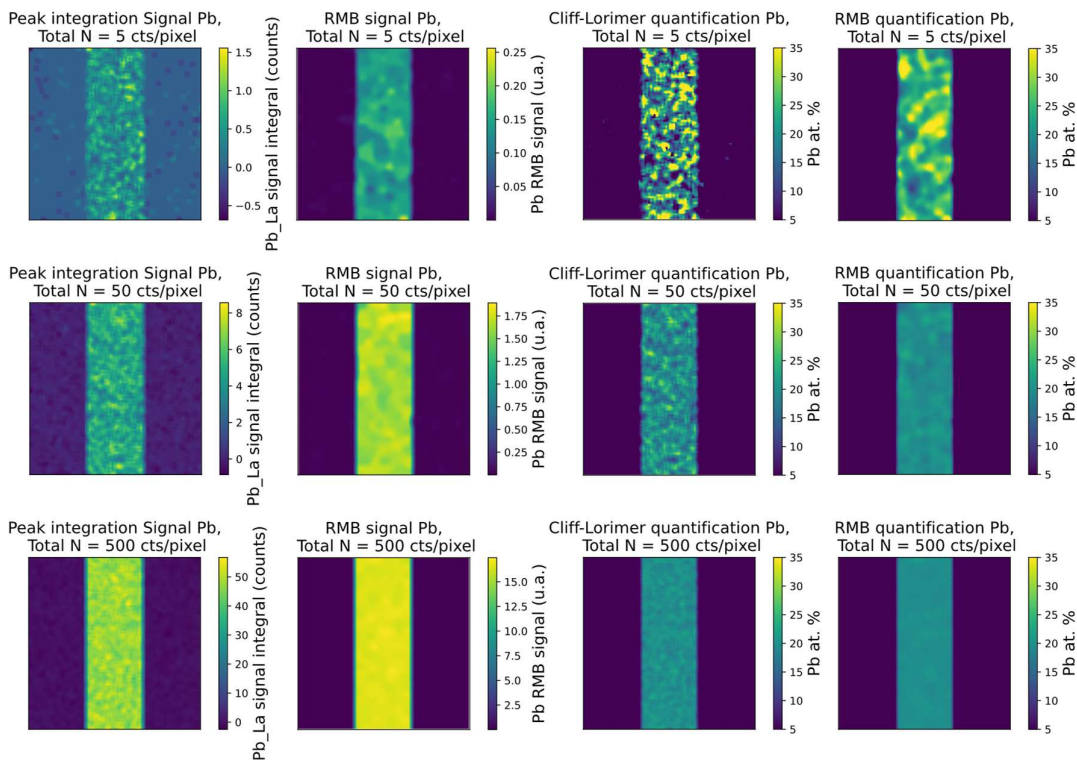 Peak integration Signal Pb,
Total N = 5 cts/pixel
1.5
1.0
0.5
0.0
−0.5
Pb_La signal integral (counts)
RMB signal Pb,
Total N = 5 cts/pixel
0.25
0.20
0.15
0.10
0.05
Pb RMB signal (u.a.)
Cliff-Lorimer quantification Pb,
Total N = 5 cts/pixel
35
30
25
20
15
10
5
Pb at. %
RMB quantification Pb,
Total N = 5 cts/pixel
35
30
25
20
15
10
5
Pb at. %
Peak integration Signal Pb,
Total N = 50 cts/pixel
8
6
4
2
0
Pb_La signal integral (counts)
RMB signal Pb,
Total N = 50 cts/pixel
1.75
1.50
1.25
1.00
0.75
0.50
0.25
Pb RMB signal (u.a.)
Cliff-Lorimer quantification Pb,
Total N = 50 cts/pixel
35
30
25
20
15
10
5
Pb at. %
RMB quantification Pb,
Total N = 50 cts/pixel
35
30
25
20
15
10
5
Pb at. %
Peak integration Signal Pb,
Total N = 500 cts/pixel
50
40
30
20
10
0
Pb_La signal integral (counts)
RMB signal Pb,
Total N = 500 cts/pixel
15.0
12.5
10.0
7.5
5.0
2.5
Pb RMB signal (u.a.)
Cliff-Lorimer quantification Pb,
Total N = 500 cts/pixel
35
30
25
20
15
10
5
Pb at. %
RMB quantification Pb,
Total N = 500 cts/pixel
35
30
25
20
15
10
5
Pb at. %